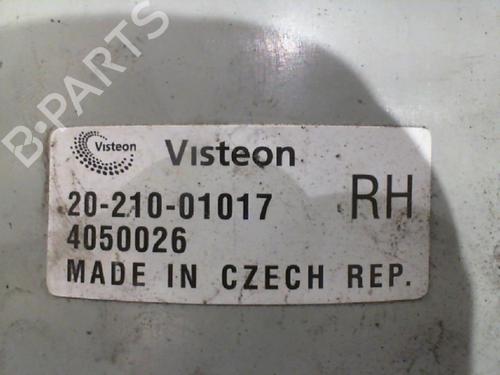 B-PARTS
Visteon Visteon
20-210-01017 RH
4050026
MADE IN CZECH REP.